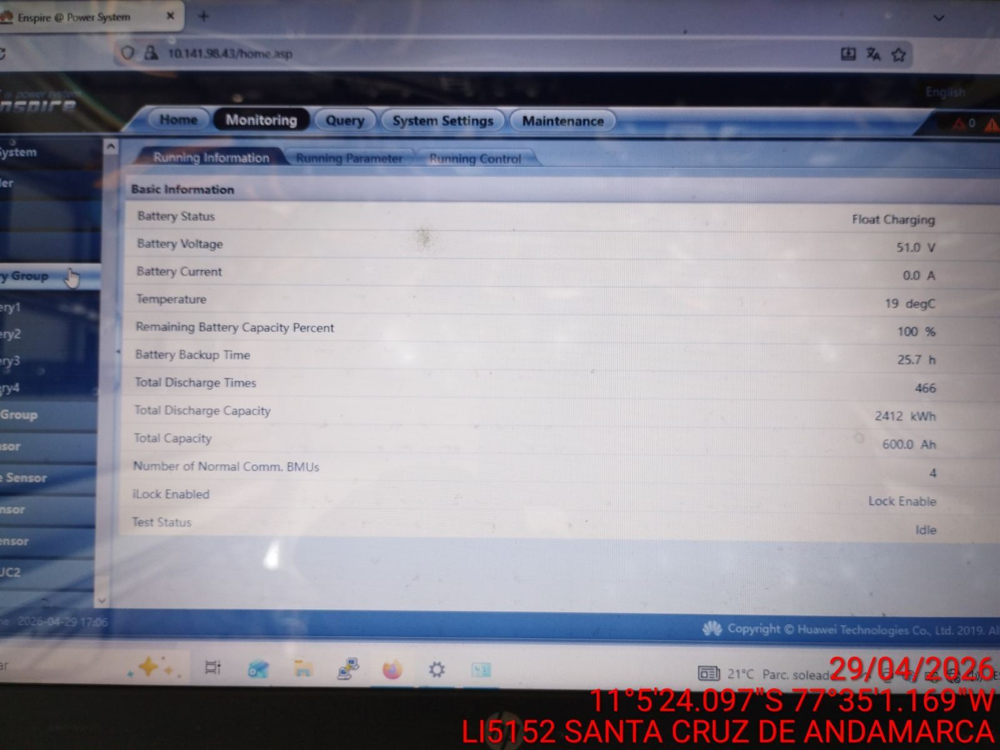 Enspire @ Power System
10.141.98.43/home.asp
English
Home Monitoring Query System Settings Maintenance
0
Running Information Running Parameter Running Control
Basic Information
Battery Status Float Charging
Battery Voltage 51.0 V
Battery Current 0.0 A
Temperature 19 degC
Remaining Battery Capacity Percent 100 %
Battery Backup Time 25.7 h
Total Discharge Times 466
Total Discharge Capacity 2412 kWh
Total Capacity 600.0 Ah
Number of Normal Comm. BMUs 4
iLock Enabled Lock Enable
Test Status Idle
ystem
ler
y Group
ery1
ery2
ery3
ery4
Group
sor
e Sensor
nsor
ensor
UC2
2026-04-29 17:06
Copyright © Huawei Technologies Co., Ltd. 2019. Al
21°C Parc. solead
29/04/2026
11°5'24.097"S 77°35'1.169"W
LI5152 SANTA CRUZ DE ANDAMARCA